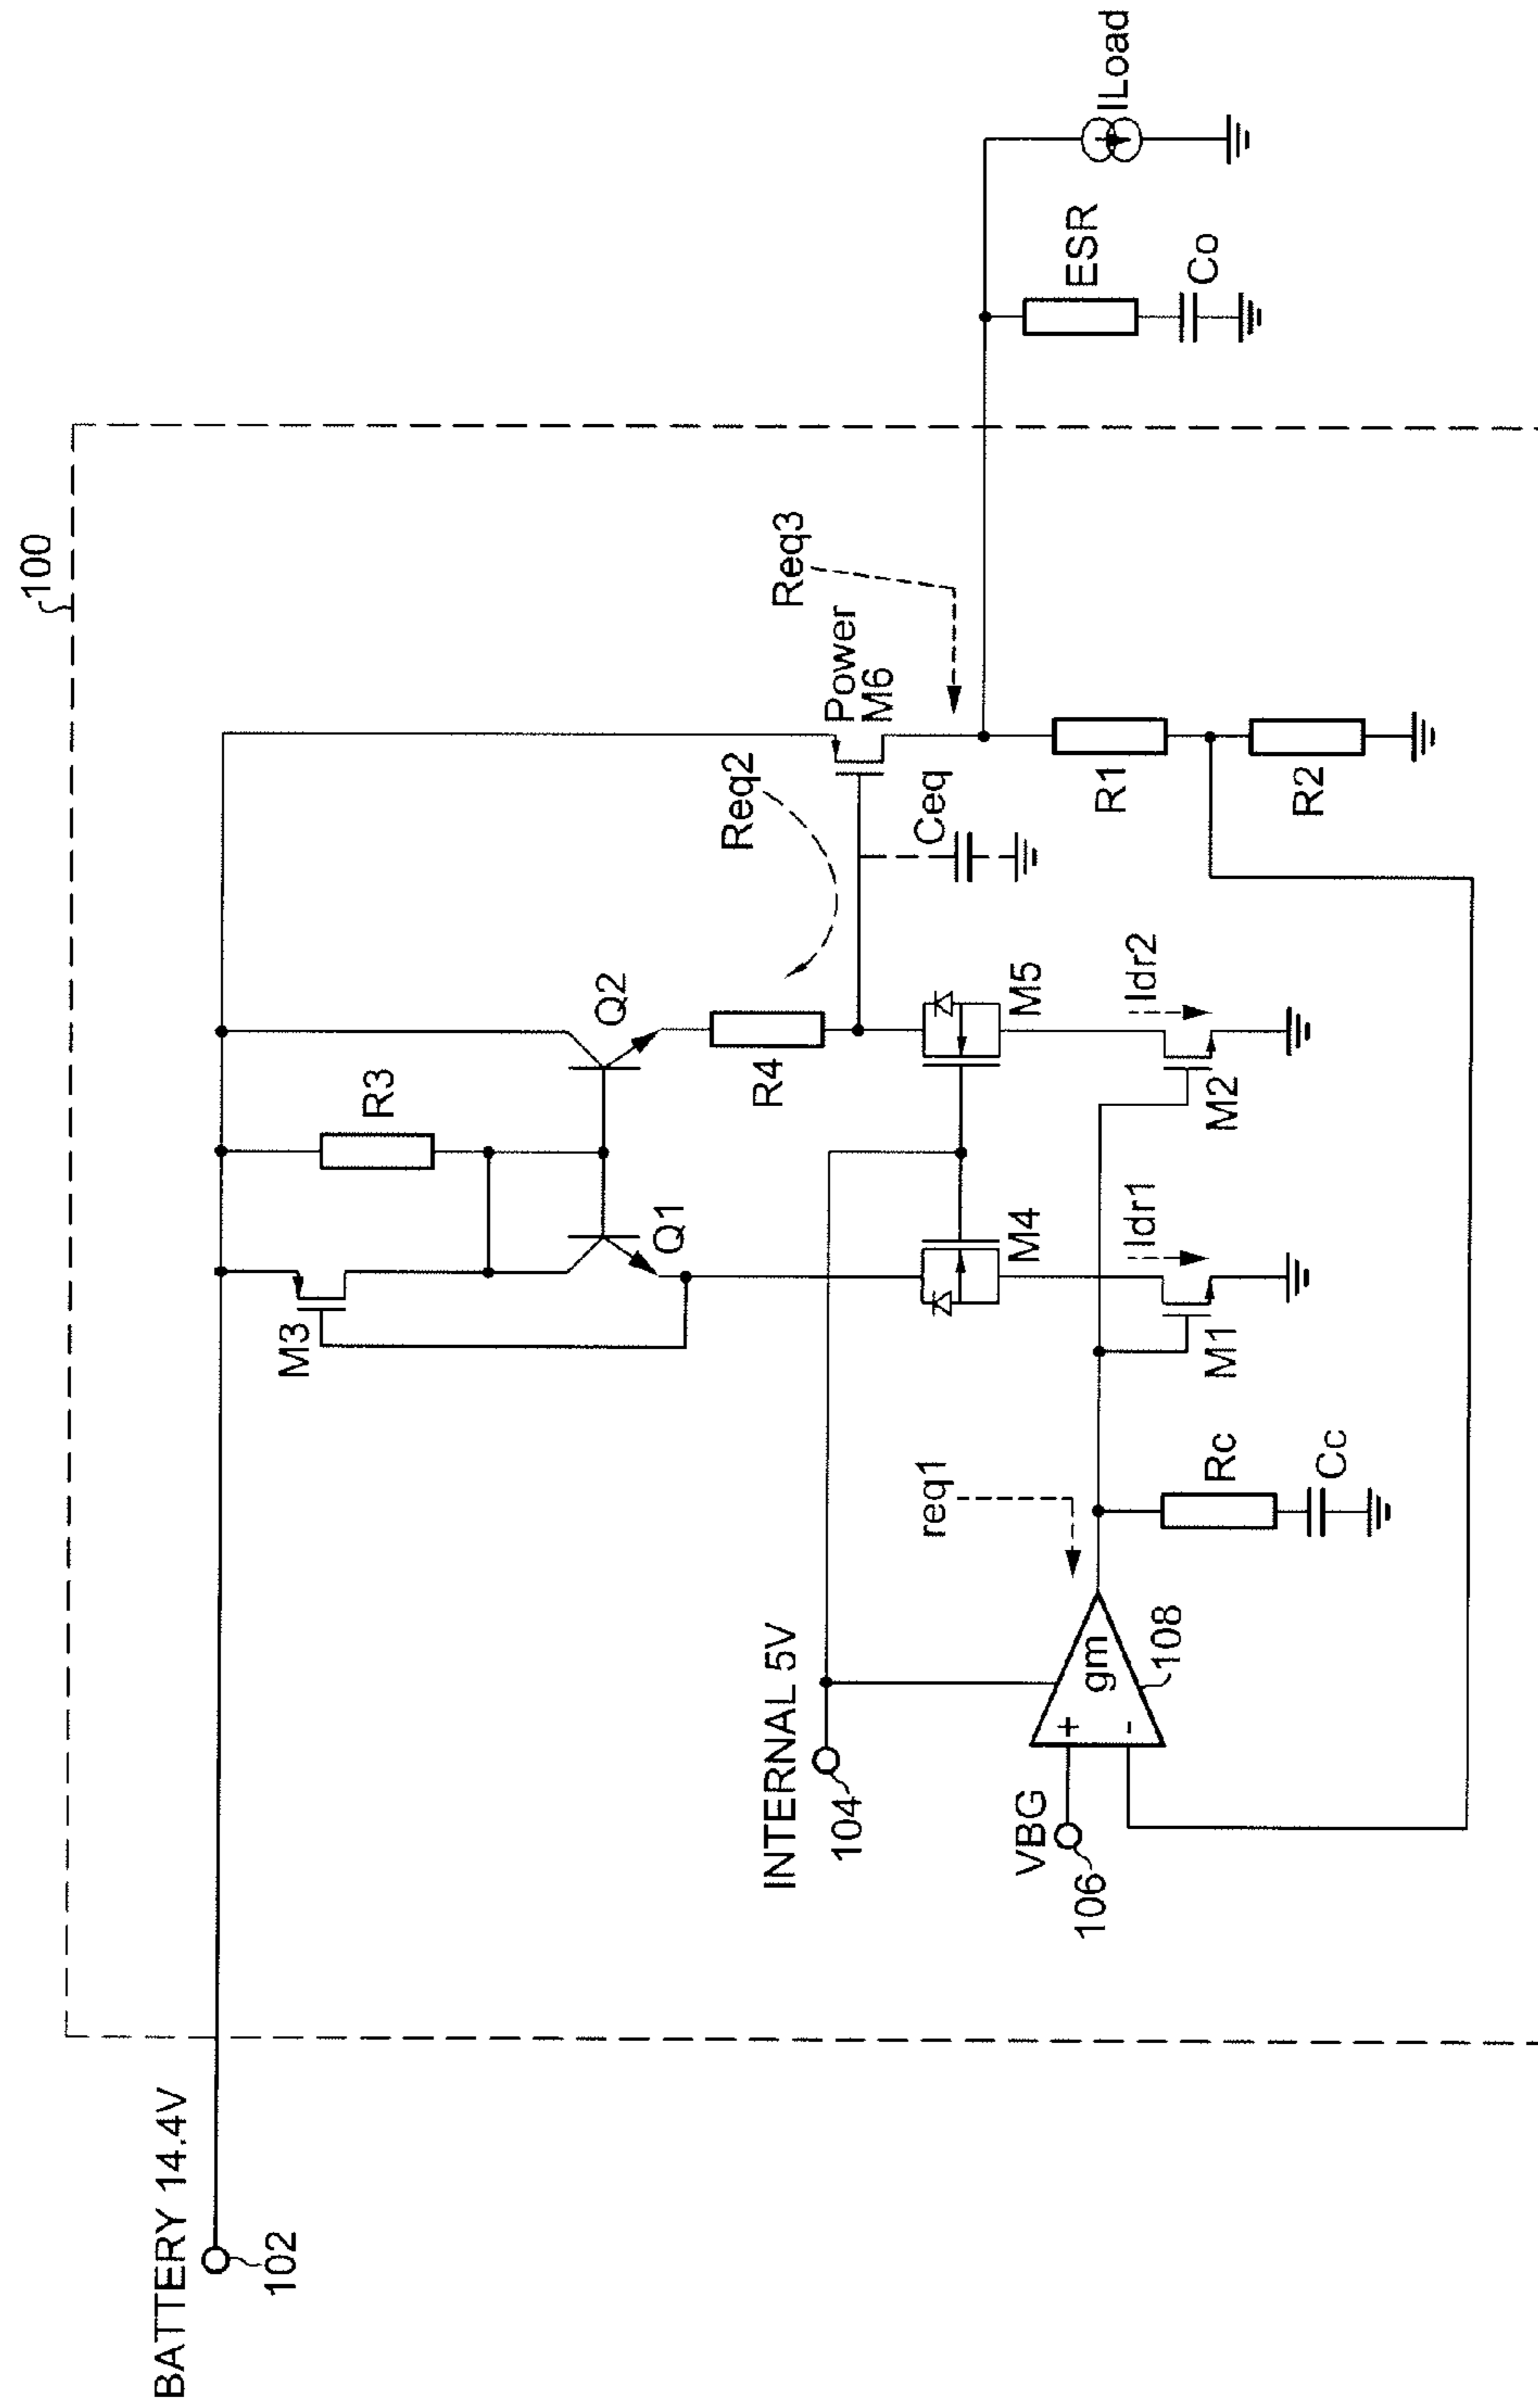 100
BATTERY 14.4V
102
M3
R3
Q1
Q2
R4
Req2
Power
M6
Req3
Ceq
INTERNAL 5V
104
M4
M5
VBG
106
+
-
gm
108
req1
Rc
Cc
Idr1
M1
Idr2
M2
R1
R2
ESR
Co
ILoad